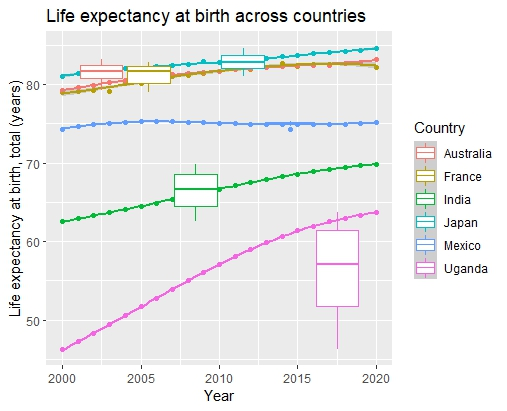 Life expectancy at birth across countries
Life expectancy at birth, total (years)
80
70
60
50
2000
2005
2010
2015
2020
Year
Country
Australia
France
India
Japan
Mexico
Uganda